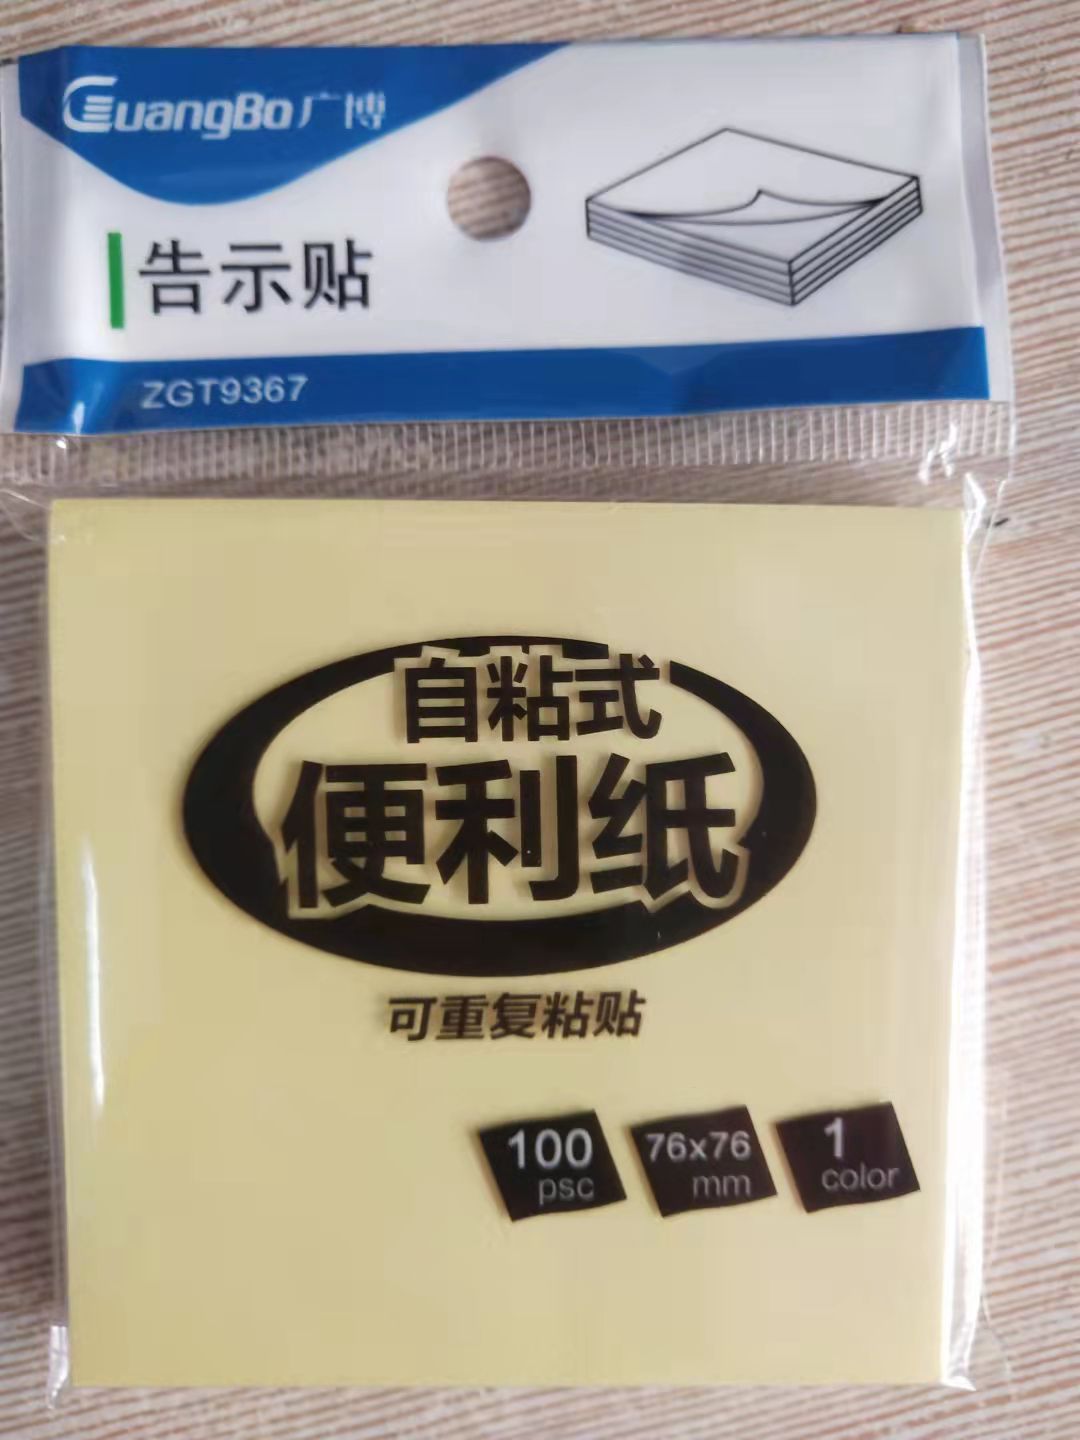 GuangBo广博
告示贴
ZGT9367
自粘式
便利纸
可重复粘贴
100 psc
76x76 mm
1 color